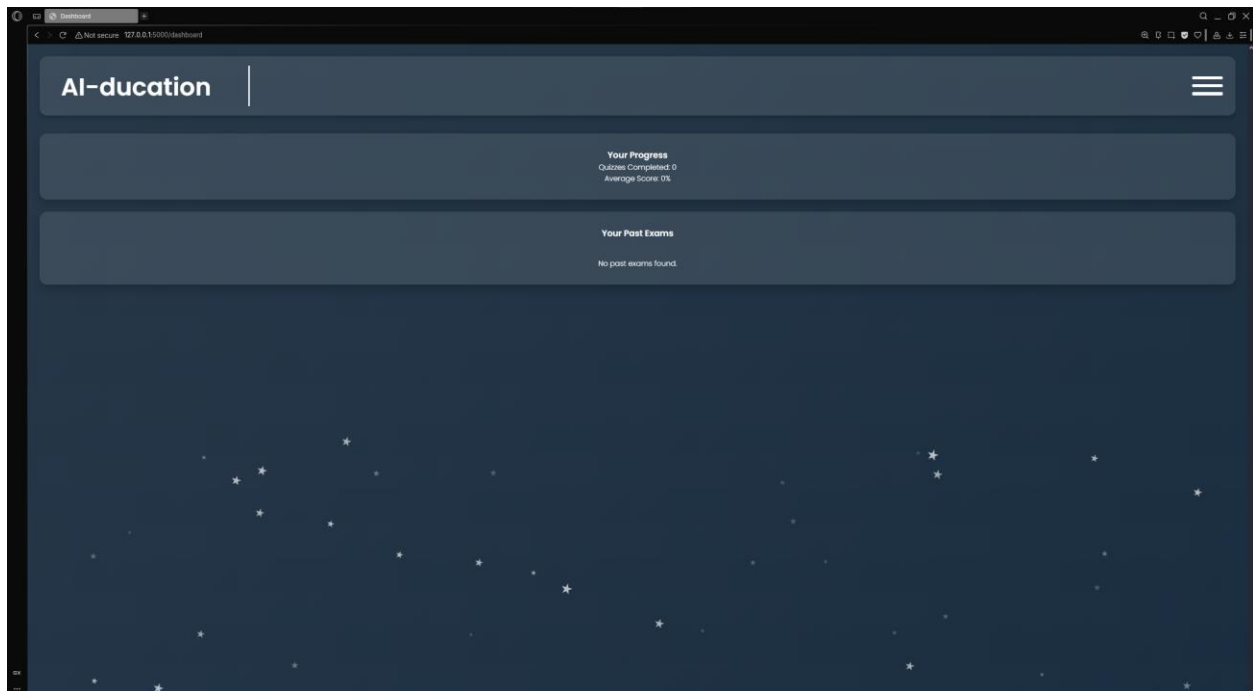 Dashboard
Not secure 127.0.0.1:5000/dashboard
AI-ducation
Your Progress
Quizzes Completed: 0
Average Score: 0%
Your Past Exams
No past exams found.
GX